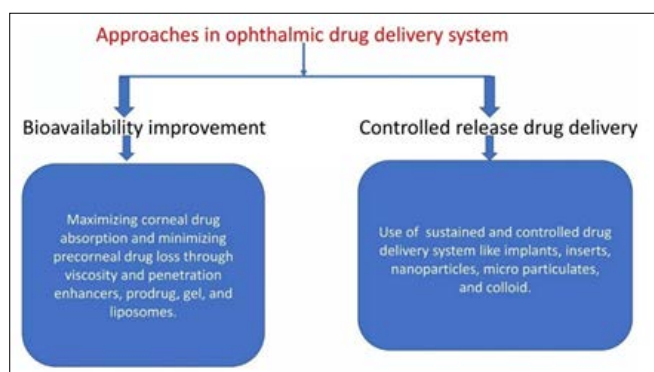 Approaches in ophthalmic drug delivery system
Bioavailability improvement
Controlled release drug delivery
Maximizing corneal drug
absorption and minimizing
precorneal drug loss through
viscosity and penetration
enhancers, prodrug, gel, and
liposomes.
Use of sustained and controlled drug
delivery system like implants, inserts,
nanoparticles, micro particulates,
and colloid.